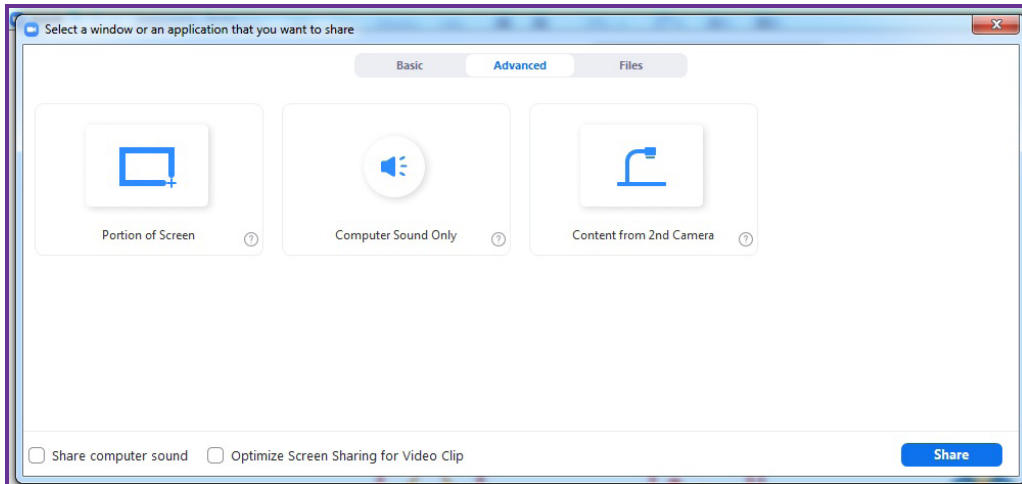 Select a window or an application that you want to share
Basic Advanced Files
Portion of Screen Computer Sound Only Content from 2nd Camera
Share computer sound Optimize Screen Sharing for Video Clip Share